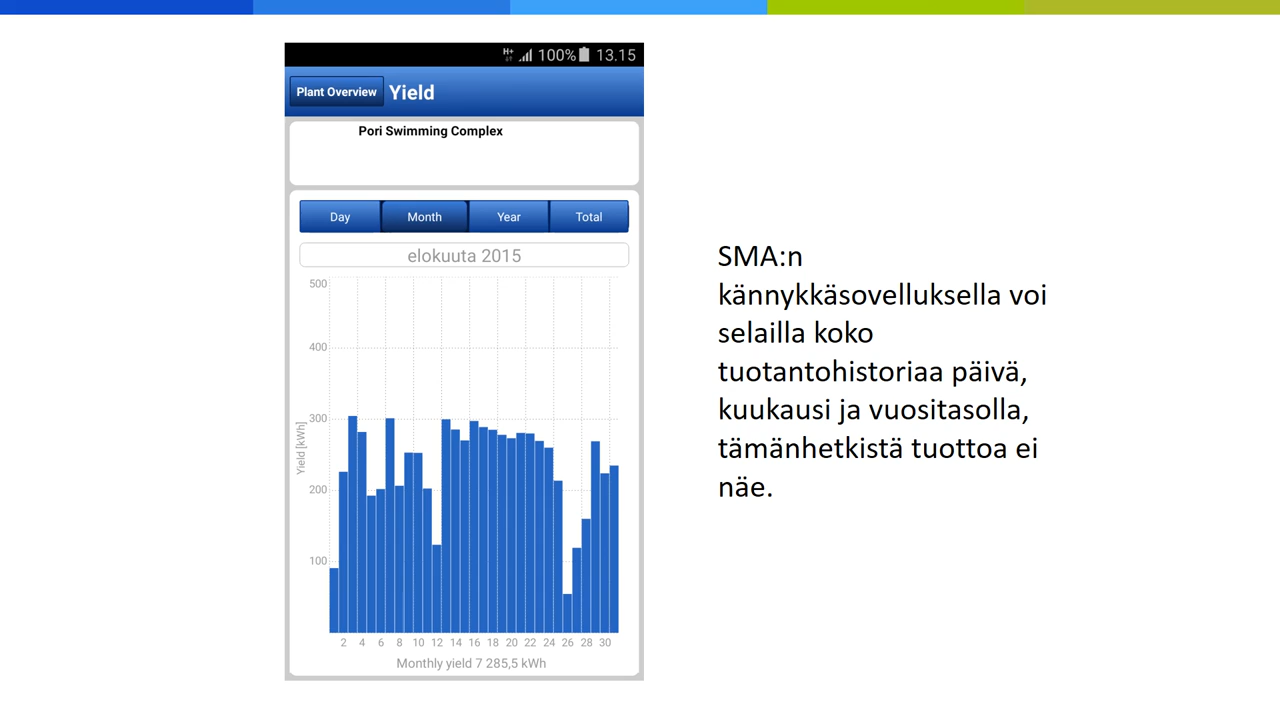 H+ 100% 13.15
Plant Overview Yield
Pori Swimming Complex
Day Month Year Total
elokuuta 2015
500
400
300
200
100
Yield [kWh]
2 4 6 8 10 12 14 16 18 20 22 24 26 28 30
Monthly yield 7 285,5 kWh
SMA:n
kännykkäsovelluksella voi
selailla koko
tuotantohistoriaa päivä,
kuukausi ja vuositasolla,
tämänhetkistä tuottoa ei
näe.